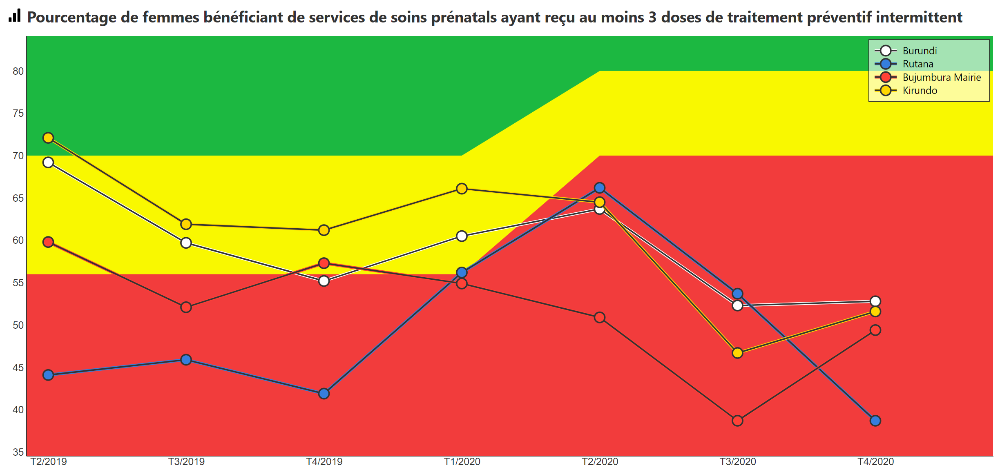 Pourcentage de femmes bénéficiant de services de soins prénatals ayant reçu au moins 3 doses de traitement préventif intermittent
Burundi
Rutana
Bujumbura Mairie
Kirundo
80
75
70
65
60
55
50
45
40
35
T2/2019 T3/2019 T4/2019 T1/2020 T2/2020 T3/2020 T4/2020